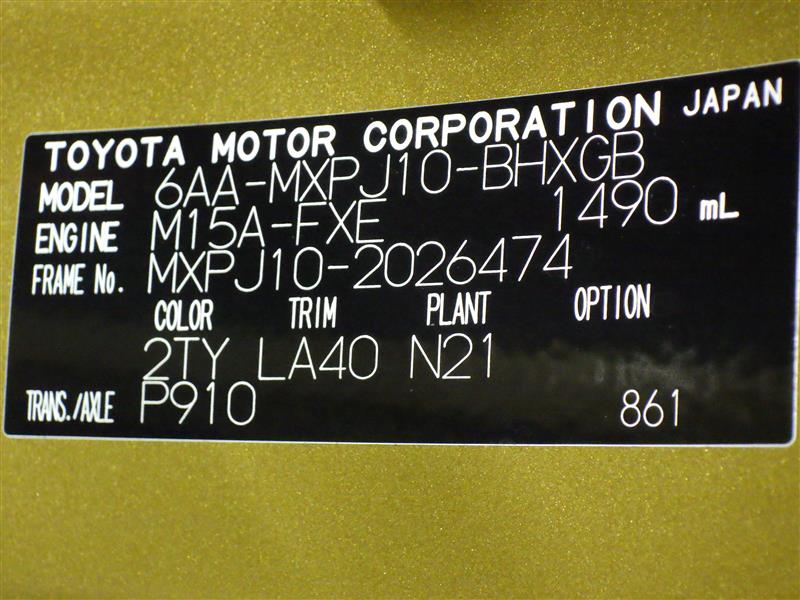 TOYOTA MOTOR CORPORATION JAPAN
MODEL 6AA-MXPJ10-BHXGB
ENGINE M15A-FXE 1490 mL
FRAME No. MXPJ10-2026474
COLOR TRIM PLANT OPTION
2TY LA40 N21
TRANS./AXLE P910 861